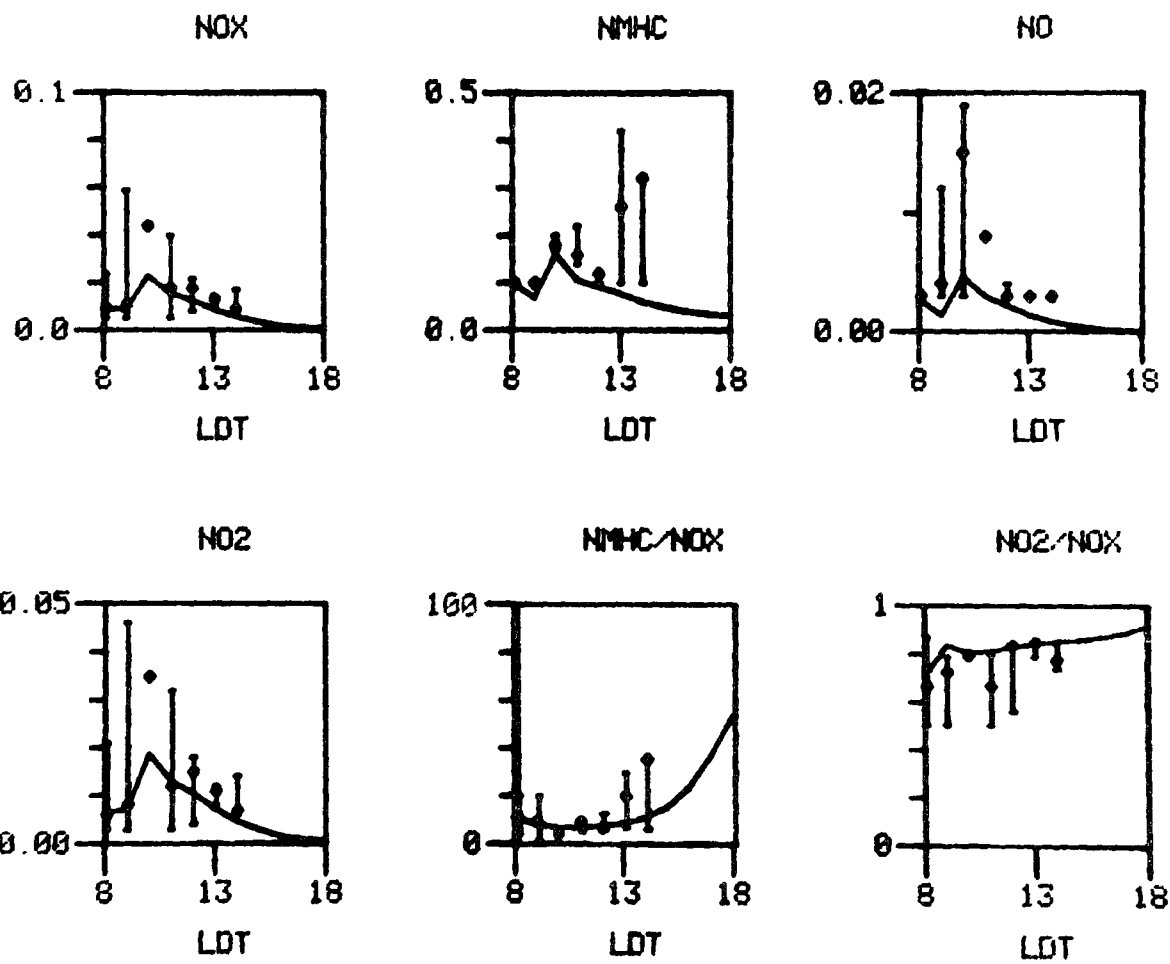 NOX NMHC NO
0.1 0.5 0.02
0.0 0.0 0.00
8 13 18 8 13 18 8 13 18
LDT LDT LDT
NO2 NMHC/NOX NO2/NOX
0.05 100 1
0.00 0 0
8 13 18 8 13 18 8 13 18
LDT LDT LDT